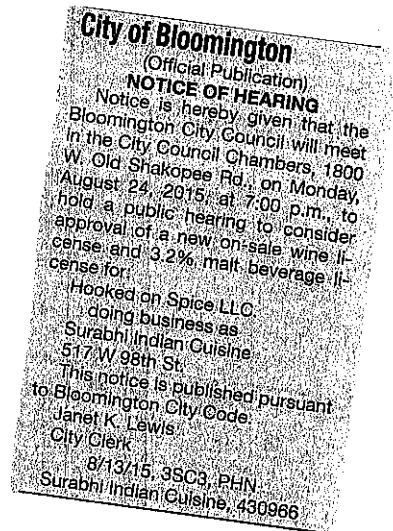 City of Bloomington
(Official Publication)
NOTICE OF HEARING
Notice is hereby given that the
Bloomington City Council will meet
in the City Council Chambers, 1800
W. Old Shakopee Rd., on Monday,
August 24, 2015, at 7:00 p.m., to
hold a public hearing to consider
approval of a new on-sale wine li-
cense and 3.2% malt beverage li-
cense for:
Hooked on Spice LLC
doing business as
Surabhi Indian Cuisine
517 W 98th St.
This notice is published pursuant
to Bloomington City Code.
Janet K. Lewis
City Clerk
8/13/15, 3SC3, PHN-
Surabhi Indian Cuisine, 430966